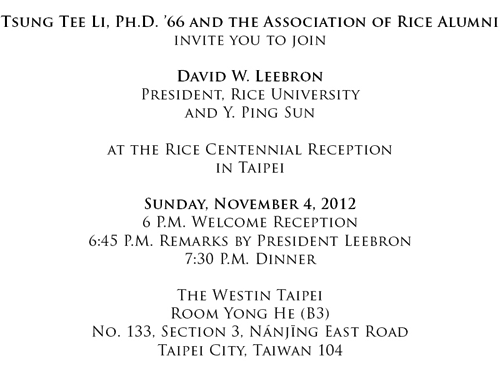 Tsung Tee Li, Ph.D. ’66 and the Association of Rice Alumni
invite you to join
David W. Leebron
President, Rice University
and Y. Ping Sun
at the Rice Centennial Reception
in Taipei
Sunday, November 4, 2012
6 p.m. Welcome Reception
6:45 p.m. Remarks by President Leebron
7:30 p.m. Dinner
The Westin Taipei
Room Yong He (B3)
No. 133, Section 3, Nánjīng East Road
Taipei City, Taiwan 104